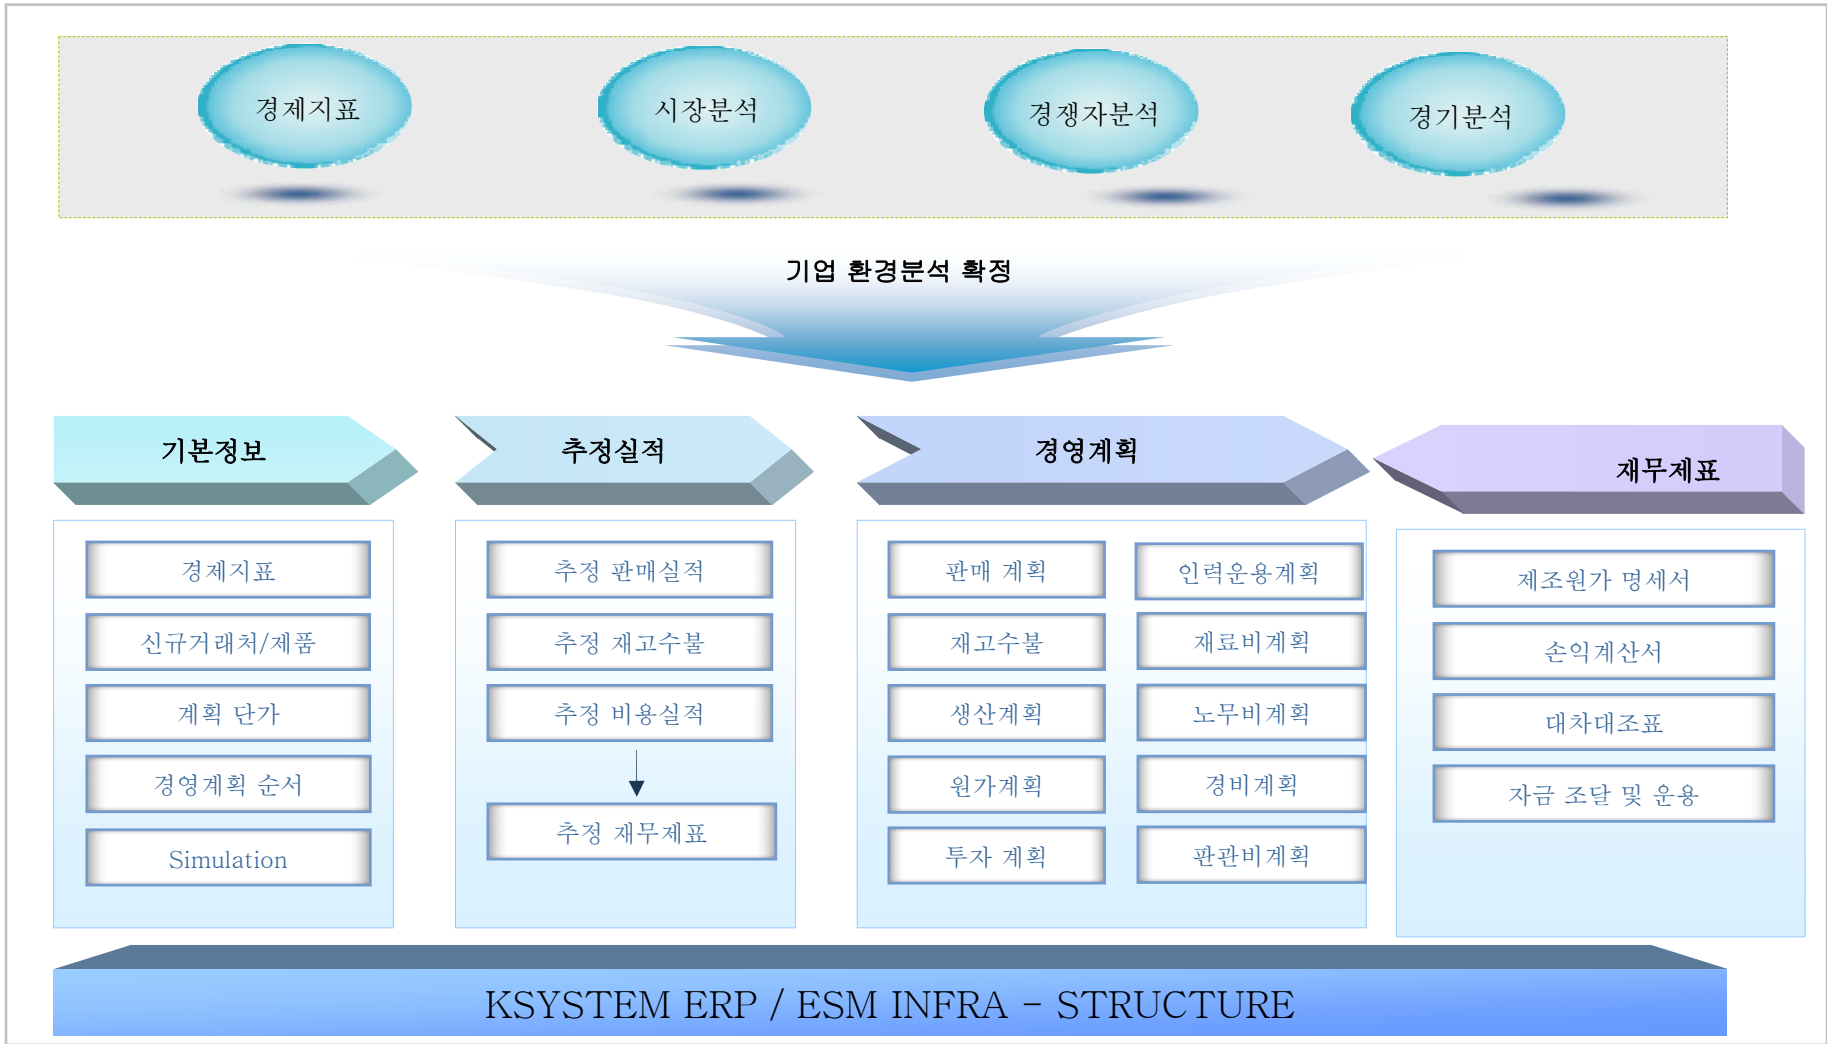 경제지표
시장분석
경쟁자분석
경기분석
기업 환경분석 확정
기본정보
경제지표
신규거래처/제품
계획 단가
경영계획 순서
Simulation
추정실적
추정 판매실적
추정 재고수불
추정 비용실적
추정 재무제표
경영계획
판매 계획
재고수불
생산계획
원가계획
투자 계획
인력운용계획
재료비계획
노무비계획
경비계획
판관비계획
재무제표
제조원가 명세서
손익계산서
대차대조표
자금 조달 및 운용
KSYSTEM ERP / ESM INFRA - STRUCTURE